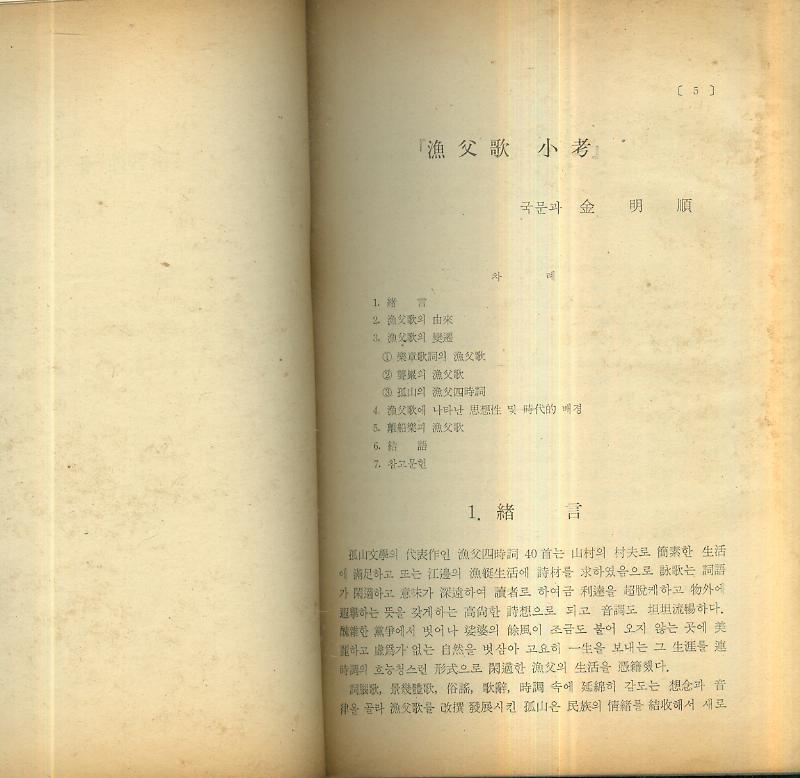 〔 5 〕
『漁父歌 小考』
국문과 金 明 順
차 례
1. 緖 言
2. 漁父歌의 由來
3. 漁父歌의 變遷
① 樂章歌詞의 漁父歌
② 聾巖의 漁父歌
③ 孤山의 漁父四時詞
4. 漁父歌에 나타난 思想性 및 時代的 배경
5. 離船樂과 漁父歌
6. 結 語
7. 참고문헌
1. 緖 言
孤山文學의 代表作인 漁父四時詞 40首는 山村의 村夫로 簡素한 生活
에 滿足하고 또는 江邊의 漁艇生活에 詩材를 求하였음으로 詠歌는 詞語
가 閑適하고 意味가 深遠하여 讀者로 하여금 利達을 超脫케하고 物外에
하는 뜻을 갖게하는 高尙한 詩想으로 되고 音調도 坦坦流暢하다.
醜雜한 黨爭에서 벗어나 娑婆의 餘風이 조금도 불어 오지 않는 곳에 美
麗하고 虛爲가 없는 自然을 벗삼아 고요히 一生을 보내는 그 生涯를 連
時調의 호능청스런 形式으로 閑適한 漁父의 生活을 憑籍했다.
詞腦歌, 景幾體歌, 俗謠, 歌辭, 時調 속에 延綿히 감도는 想念과 音
律을 골라 漁父歌를 改撰 發展시킨 孤山은 民族의 情緖를 結收해서 새로